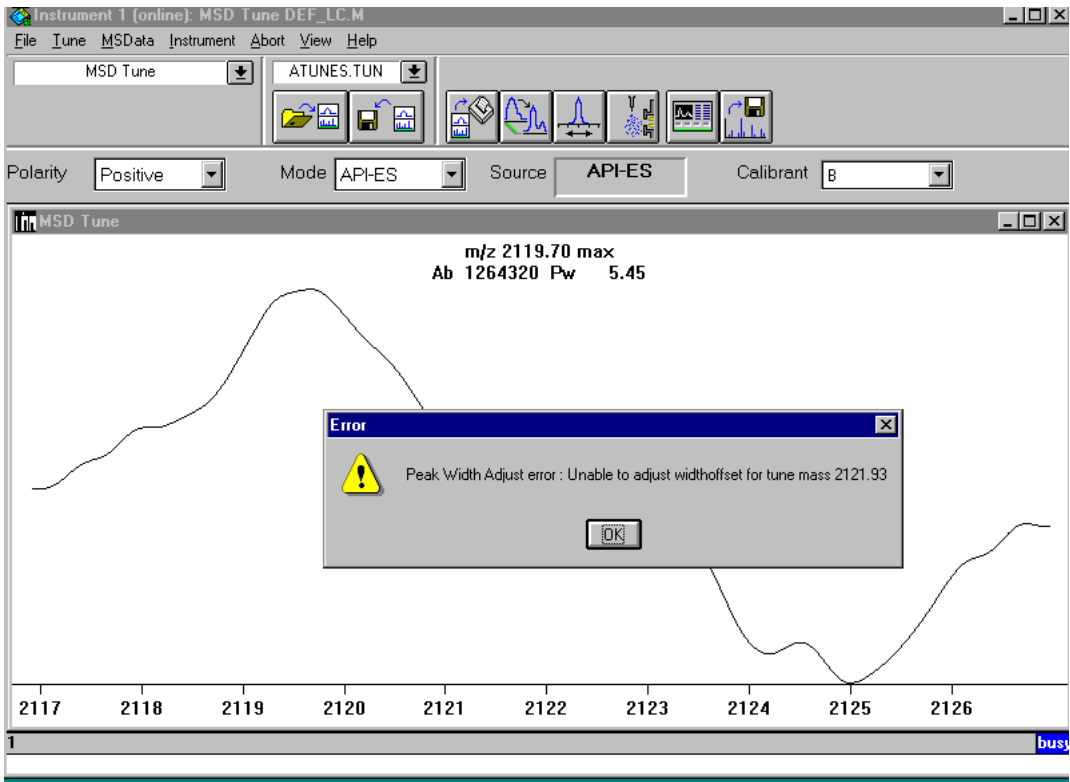 Instrument 1 (online): MSD Tune DEF_LC.M
File Tune MSData Instrument Abort View Help
MSD Tune ATUNES.TUN
Polarity Positive Mode API-ES Source API-ES Calibrant B
MSD Tune
m/z 2119.70 max
Ab 1264320 Pw 5.45
Error
Peak Width Adjust error : Unable to adjust widthoffset for tune mass 2121.93
OK
2117 2118 2119 2120 2121 2122 2123 2124 2125 2126
1 busy